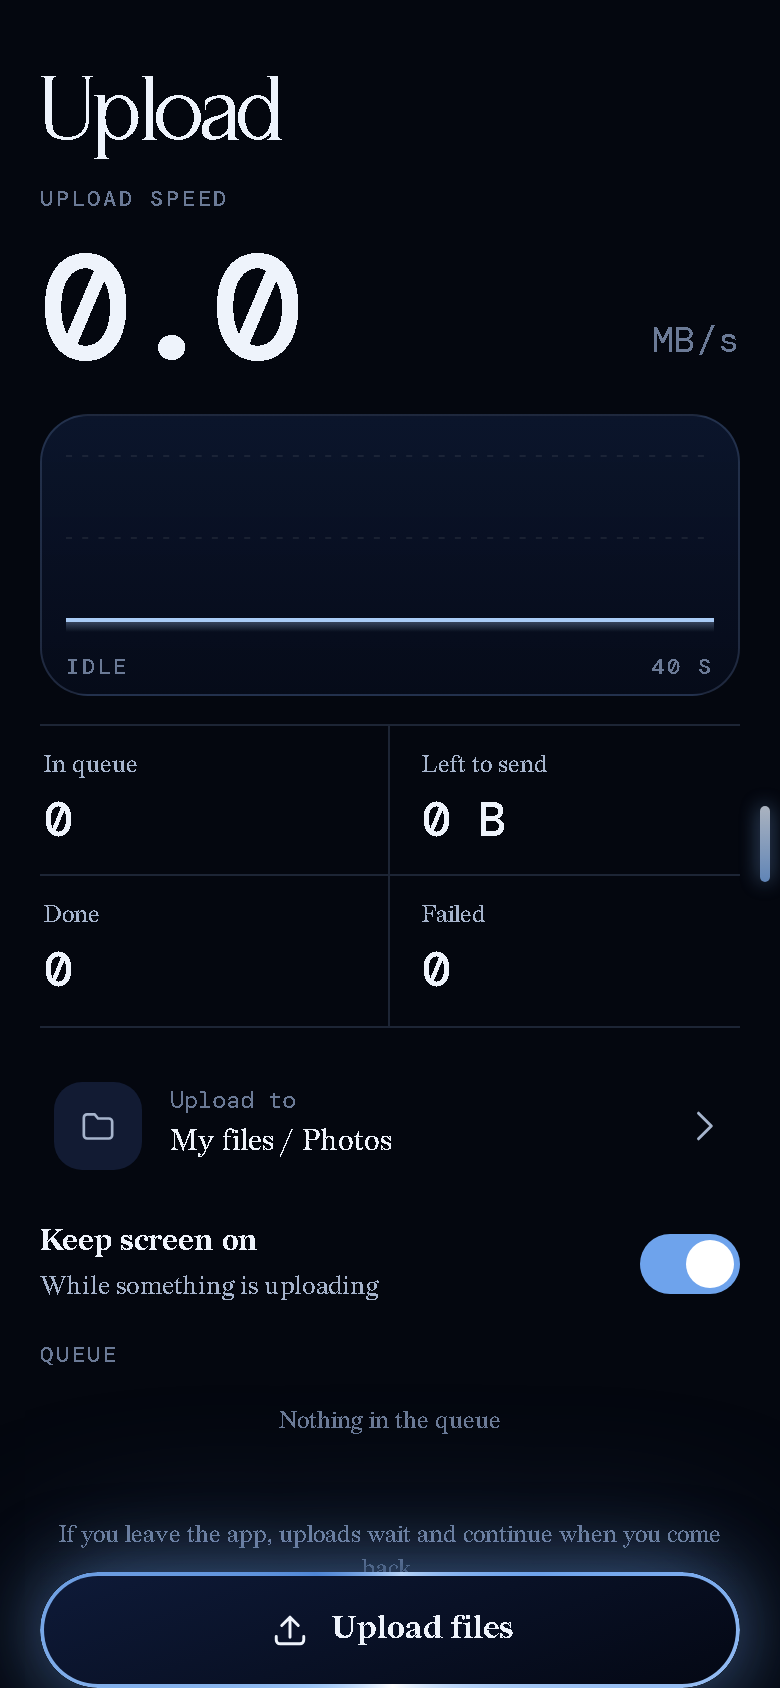 Upload
UPLOAD SPEED
0.0
MB/s
IDLE
40 S
In queue
0
Left to send
0 B
Done
0
Failed
0
Upload to
My files / Photos
Keep screen on
While something is uploading
QUEUE
Nothing in the queue
If you leave the app, uploads wait and continue when you come
back
Upload files